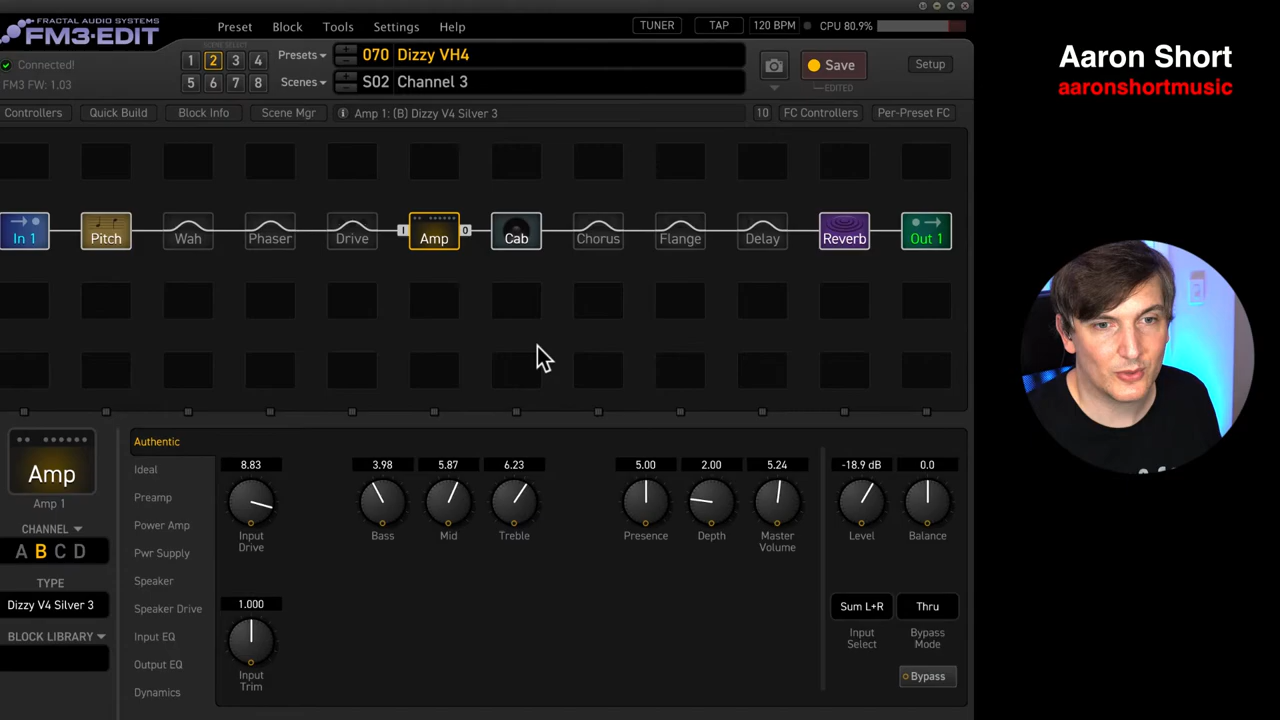 FRACTAL AUDIO SYSTEMS
FM3-EDIT
Preset Block Tools Settings Help
TUNER TAP 120 BPM CPU 80.9%
SCENE SELECT
1 2 3 4
5 6 7 8
Presets 070 Dizzy VH4
Scenes S02 Channel 3
Save
EDITED
Setup
Connected!
FM3 FW: 1.03
Controllers Quick Build Block Info Scene Mgr Amp 1: (B) Dizzy V4 Silver 3 10 FC Controllers Per-Preset FC
In 1 Pitch Wah Phaser Drive I Amp O Cab Chorus Flange Delay Reverb Out 1
Amp
Amp 1
CHANNEL
A B C D
TYPE
Dizzy V4 Silver 3
BLOCK LIBRARY
Authentic
Ideal
Preamp
Power Amp
Pwr Supply
Speaker
Speaker Drive
Input EQ
Output EQ
Dynamics
8.83 3.98 5.87 6.23 5.00 2.00 5.24 -18.9 dB 0.0
Input Drive Bass Mid Treble Presence Depth Master Volume Level Balance
1.000
Input Trim
Sum L+R Thru
Input Select Bypass Mode
Bypass
Aaron Short
aaronshortmusic